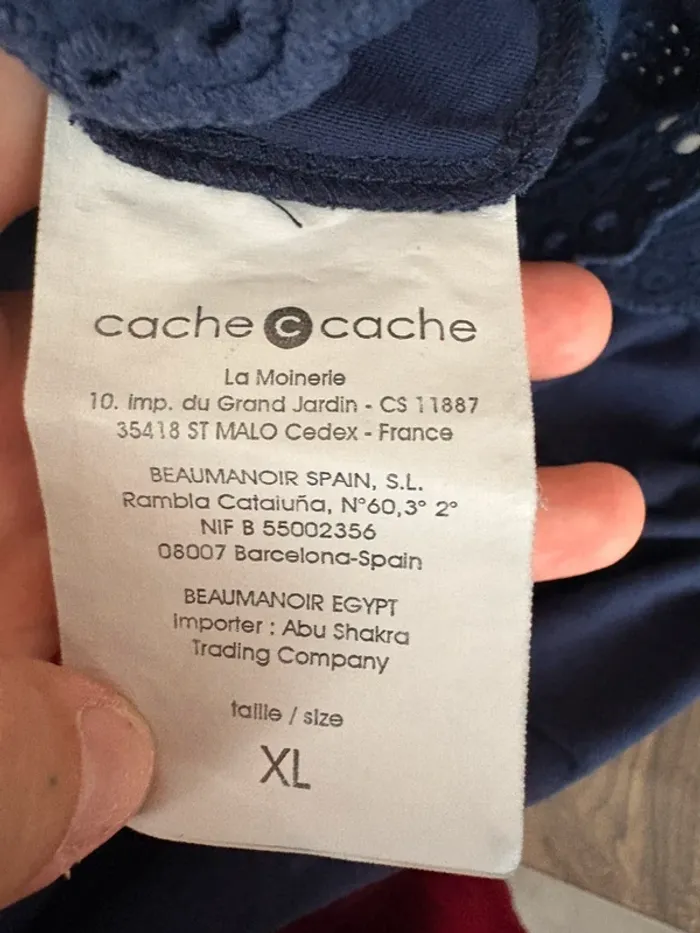 cache c cache
La Moinerie
10. imp. du Grand Jardin - CS 11887
35418 ST MALO Cedex - France
BEAUMANOIR SPAIN, S.L.
Rambla Cataluña, N°60,3° 2°
NIF B 55002356
08007 Barcelona-Spain
BEAUMANOIR EGYPT
importer : Abu Shakra
Trading Company
taille / size
XL